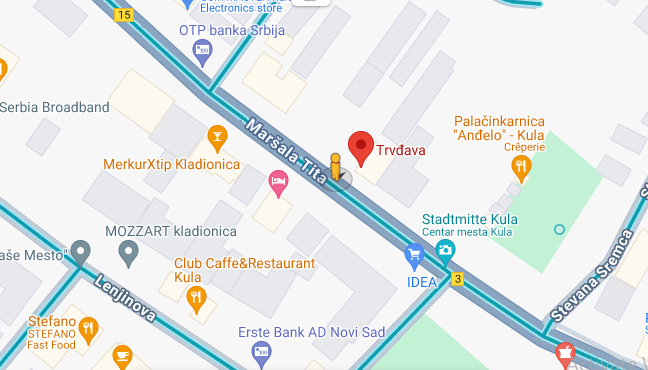 Electronics store
15
OTP banka Srbija
Serbia Broadband
Maršala Tita
Trvđava
Palačinkarnica
"Anđelo" - Kula
Crêperie
MerkurXtip Kladionica
MOZZART kladionica
Stadtmitte Kula
Centar mesta Kula
aše Mesto"
Club Caffe&Restaurant
Kula
IDEA
3
Stevana Sremca
Lenjinova
Stefano
STEFANO
Fast Food
Erste Bank AD Novi Sad